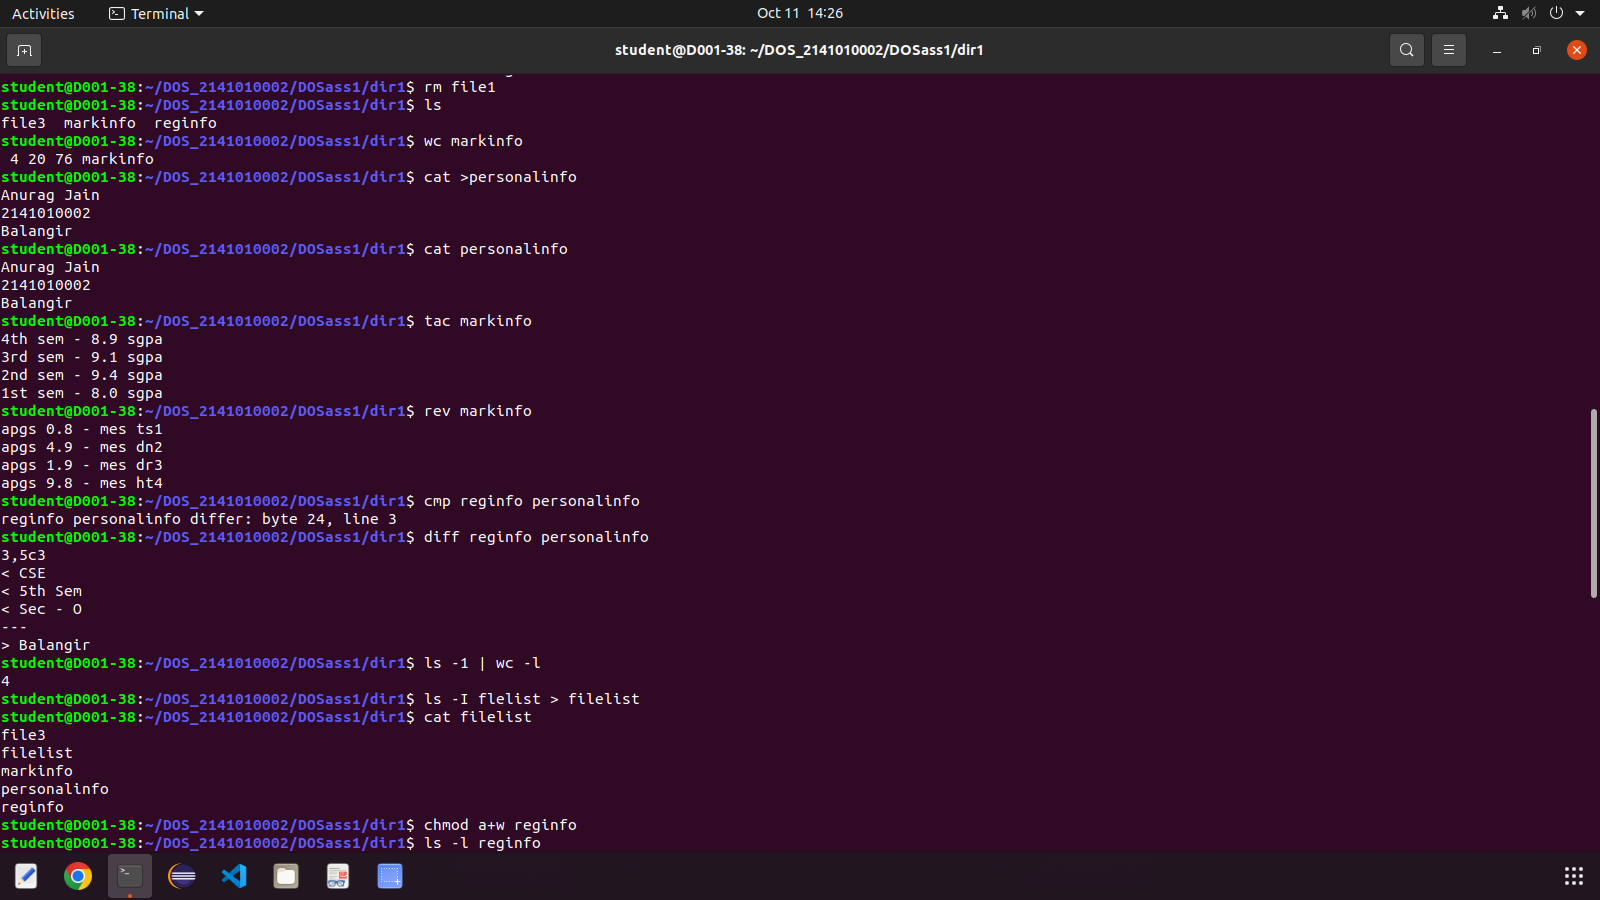 Activities
Terminal
Oct 11 14:26
student@D001-38: ~/DOS_2141010002/DOSass1/dir1
student@D001-38:~/DOS_2141010002/DOSass1/dir1$ rm file1
student@D001-38:~/DOS_2141010002/DOSass1/dir1$ ls
file3  markinfo  reginfo
student@D001-38:~/DOS_2141010002/DOSass1/dir1$ wc markinfo
 4 20 76 markinfo
student@D001-38:~/DOS_2141010002/DOSass1/dir1$ cat >personalinfo
Anurag Jain
2141010002
Balangir
student@D001-38:~/DOS_2141010002/DOSass1/dir1$ cat personalinfo
Anurag Jain
2141010002
Balangir
student@D001-38:~/DOS_2141010002/DOSass1/dir1$ tac markinfo
4th sem - 8.9 sgpa
3rd sem - 9.1 sgpa
2nd sem - 9.4 sgpa
1st sem - 8.0 sgpa
student@D001-38:~/DOS_2141010002/DOSass1/dir1$ rev markinfo
apgs 0.8 - mes ts1
apgs 4.9 - mes dn2
apgs 1.9 - mes dr3
apgs 9.8 - mes ht4
student@D001-38:~/DOS_2141010002/DOSass1/dir1$ cmp reginfo personalinfo
reginfo personalinfo differ: byte 24, line 3
student@D001-38:~/DOS_2141010002/DOSass1/dir1$ diff reginfo personalinfo
3,5c3
< CSE
< 5th Sem
< Sec - O
---
> Balangir
student@D001-38:~/DOS_2141010002/DOSass1/dir1$ ls -1 | wc -l
4
student@D001-38:~/DOS_2141010002/DOSass1/dir1$ ls -I flelist > filelist
student@D001-38:~/DOS_2141010002/DOSass1/dir1$ cat filelist
file3
filelist
markinfo
personalinfo
reginfo
student@D001-38:~/DOS_2141010002/DOSass1/dir1$ chmod a+w reginfo
student@D001-38:~/DOS_2141010002/DOSass1/dir1$ ls -l reginfo